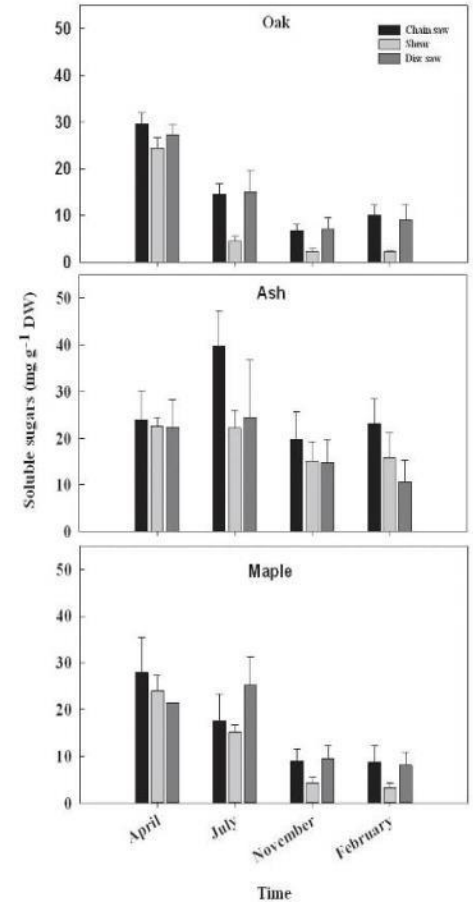 Oak
Chain saw
Shear
Disc saw
50
40
30
20
10
0
Ash
50
40
30
20
10
0
Maple
50
40
30
20
10
0
Soluble sugars (mg g⁻¹ DW)
April
July
November
February
Time